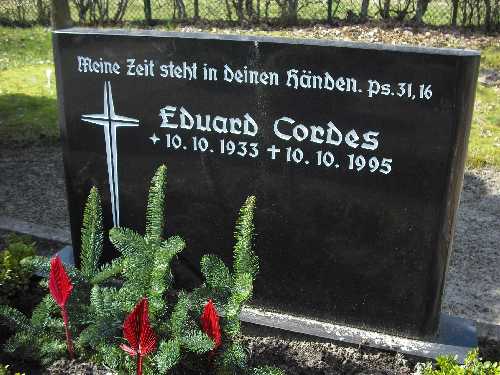 Meine Zeit steht in deinen Händen. Ps. 31, 16
Eduard Cordes
* 10. 10. 1933 + 10. 10. 1995